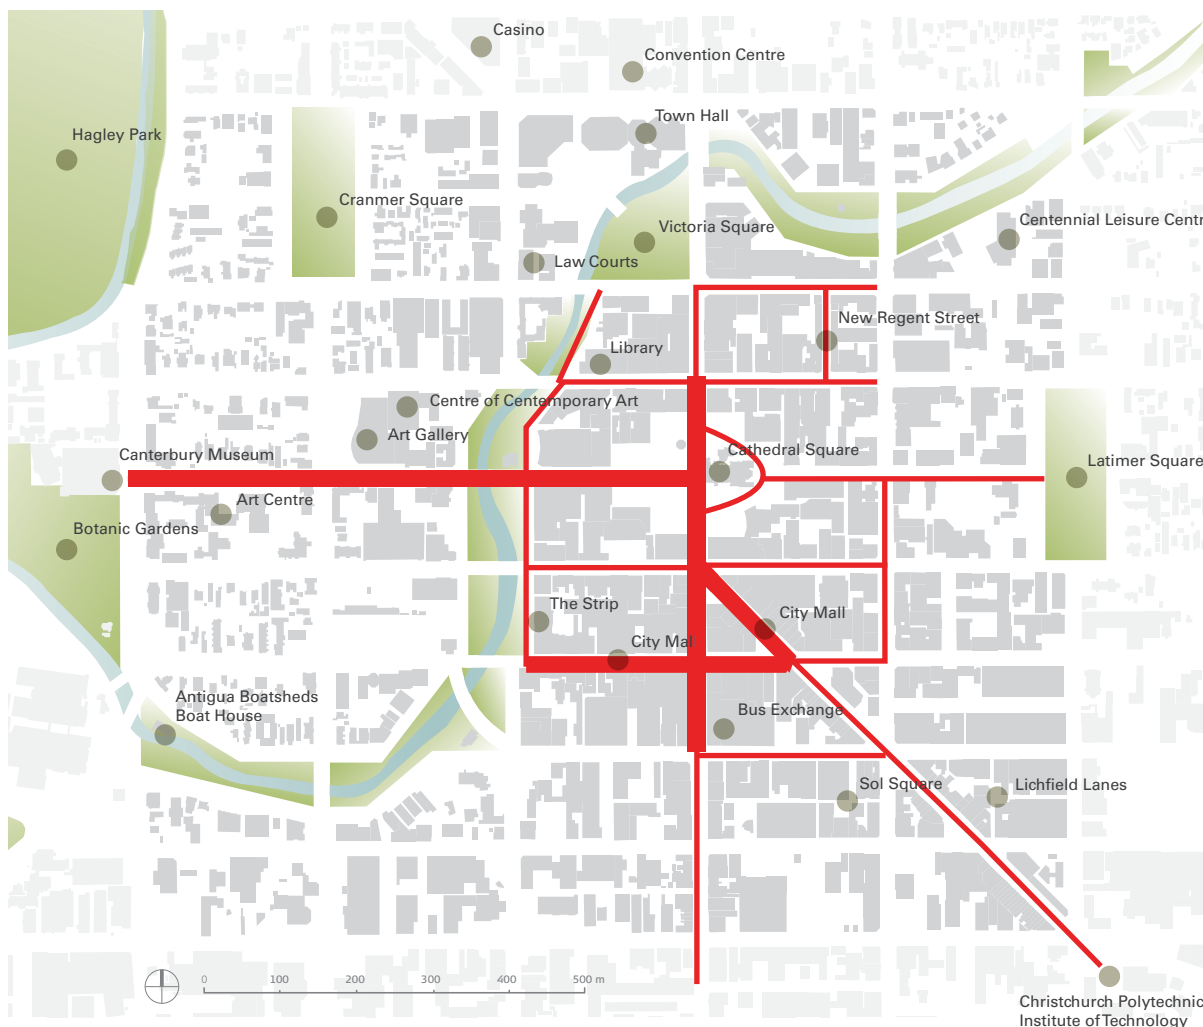 Casino
Convention Centre
Town Hall
Hagley Park
Cranmer Square
Victoria Square
Centennial Leisure Centr
Law Courts
New Regent Street
Library
Centre of Contemporary Art
Art Gallery
Canterbury Museum
Cathedral Square
Latimer Square
Art Centre
Botanic Gardens
The Strip
City Mall
City Mal
Antigua Boatsheds
Boat House
Bus Exchange
Sol Square
Lichfield Lanes
0 100 200 300 400 500 m
Christchurch Polytechnic
Institute of Technology